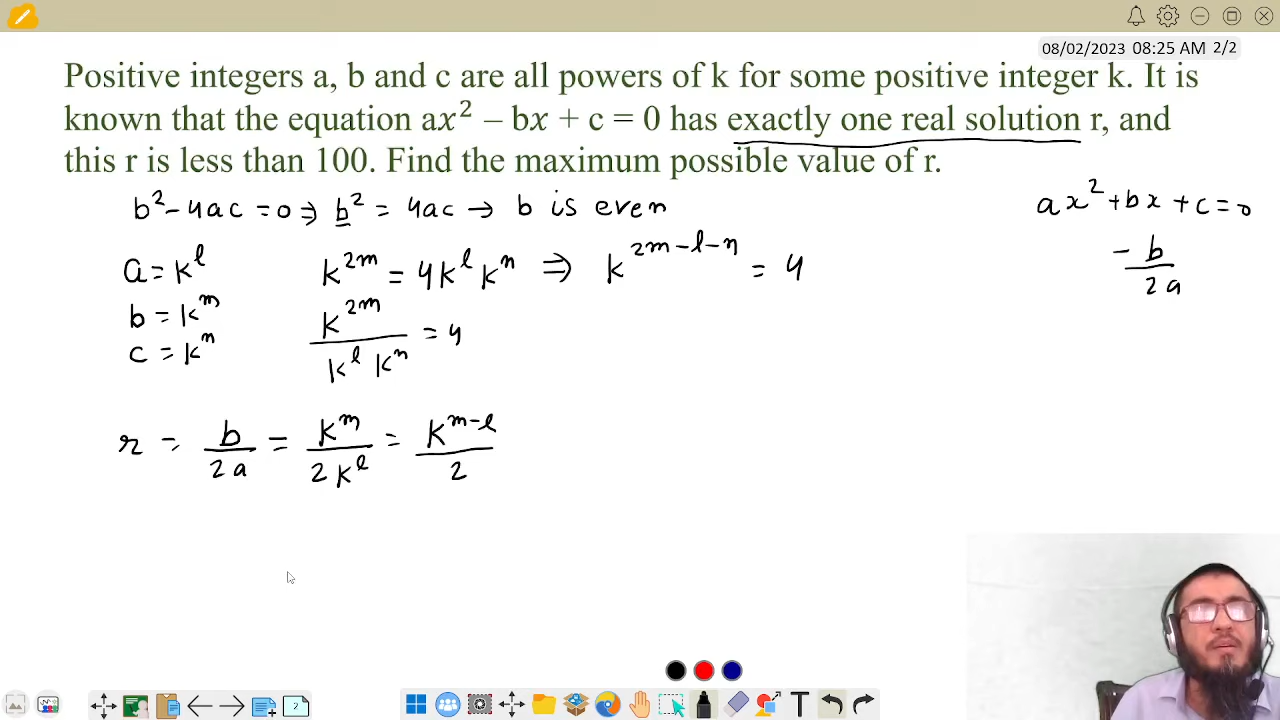 08/02/2023 08:25 AM 2/2
Positive integers a, b and c are all powers of k for some positive integer k. It is
known that the equation ax² – bx + c = 0 has exactly one real solution r, and
this r is less than 100. Find the maximum possible value of r.
b² - 4ac = 0 ⇒ b² = 4ac → b is even
ax² + bx + c = 0
- b / 2a
a = k^l
b = k^m
c = k^n
k^2m = 4k^l k^n ⇒ k^2m-l-n = 4
k^2m / k^l k^n = 4
r = b / 2a = k^m / 2k^l = k^m-l / 2